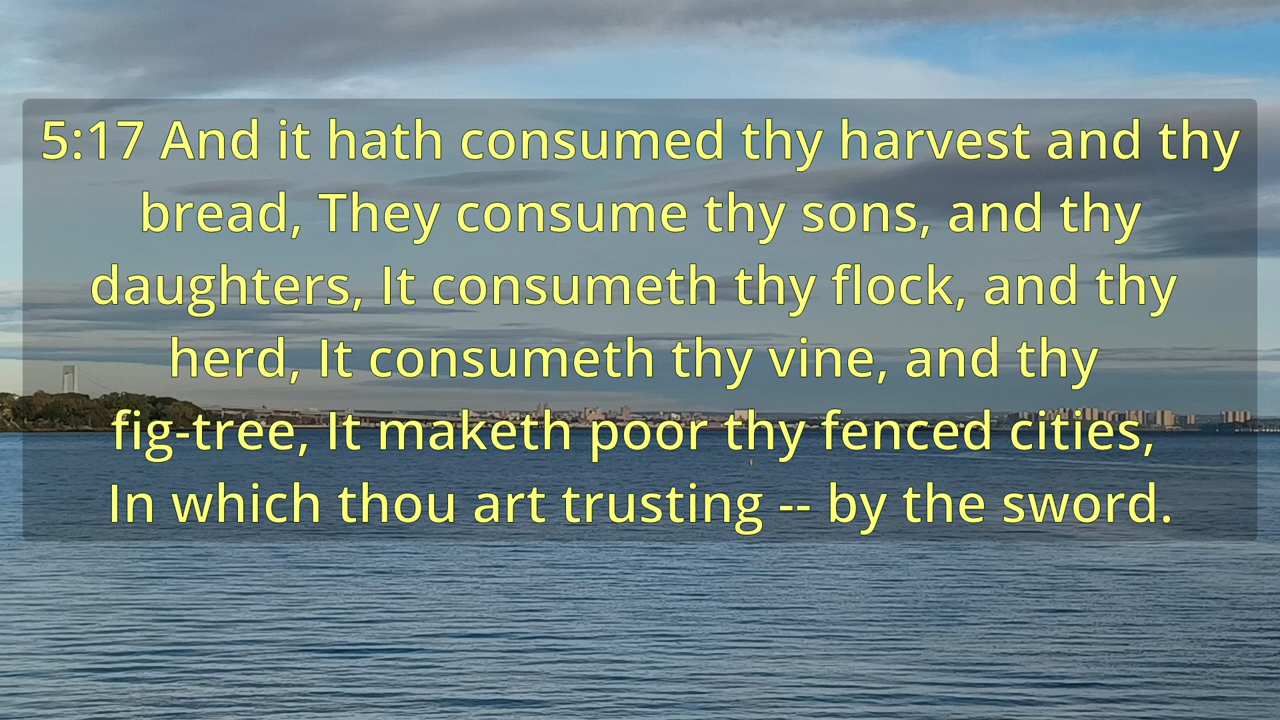 5:17 And it hath consumed thy harvest and thy
bread, They consume thy sons, and thy
daughters, It consumeth thy flock, and thy
herd, It consumeth thy vine, and thy
fig-tree, It maketh poor thy fenced cities,
In which thou art trusting -- by the sword.